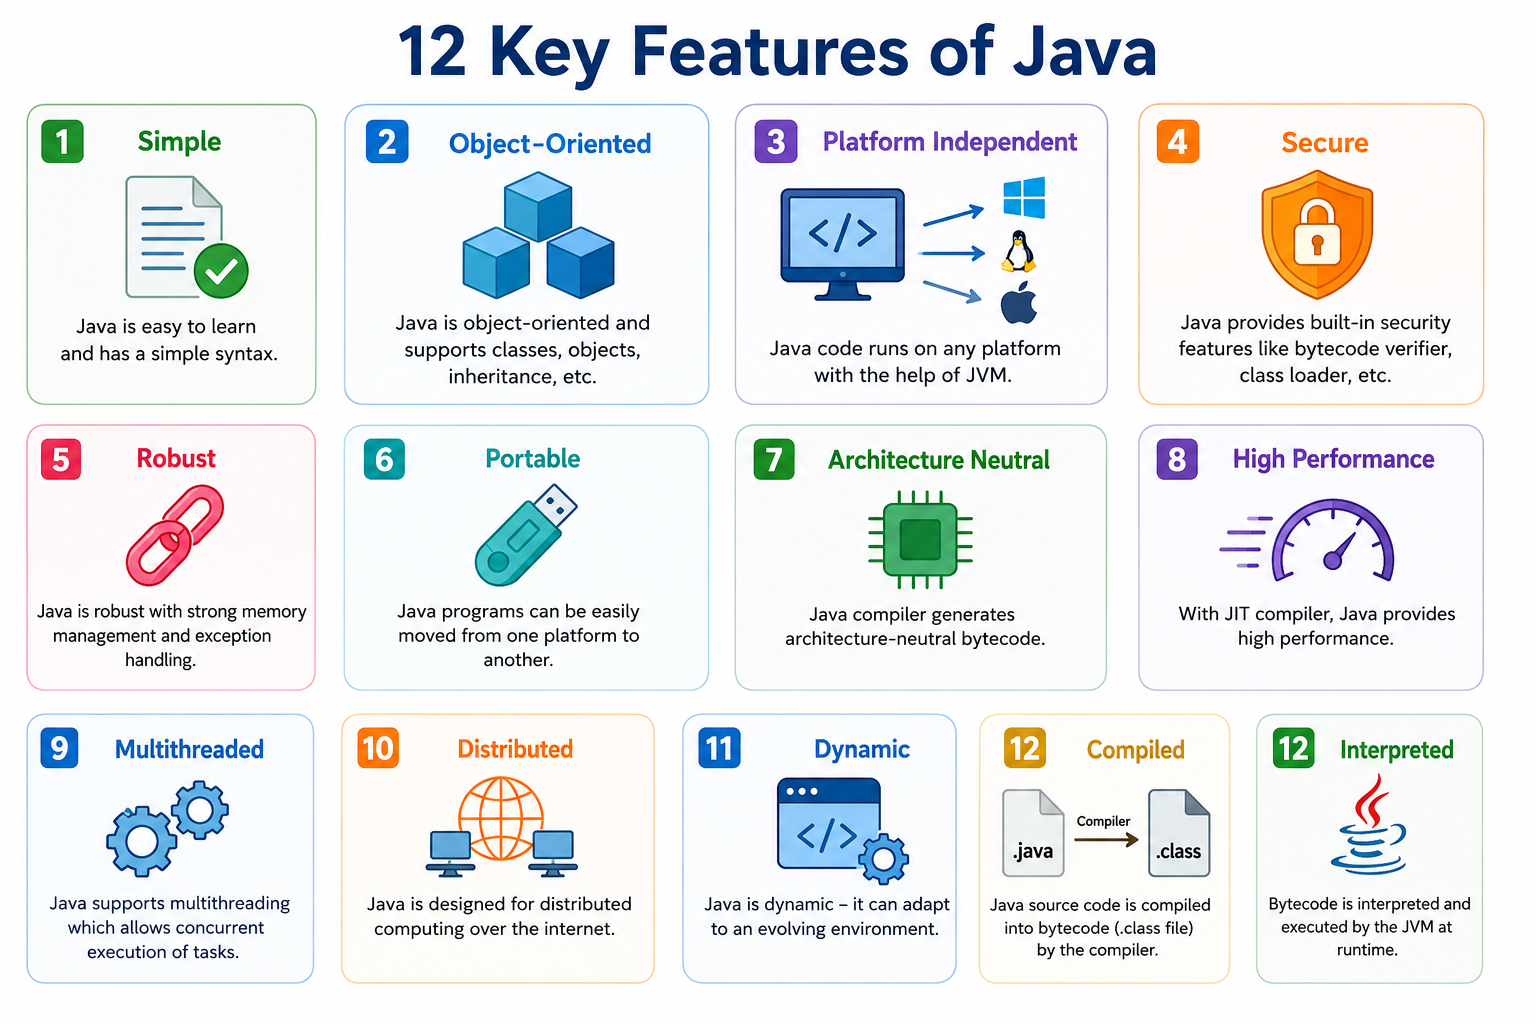 12 Key Features of Java
1
Simple
Java is easy to learn
and has a simple syntax.
2
Object-Oriented
Java is object-oriented and
supports classes, objects,
inheritance, etc.
3
Platform Independent
</>
Java code runs on any platform
with the help of JVM.
4
Secure
Java provides built-in security
features like bytecode verifier,
class loader, etc.
5
Robust
Java is robust with strong memory
management and exception
handling.
6
Portable
Java programs can be easily
moved from one platform to
another.
7
Architecture Neutral
Java compiler generates
architecture-neutral bytecode.
8
High Performance
With JIT compiler, Java provides
high performance.
9
Multithreaded
Java supports multithreading
which allows concurrent
execution of tasks.
10
Distributed
Java is designed for distributed
computing over the internet.
11
Dynamic
</>
Java is dynamic – it can adapt
to an evolving environment.
12
Compiled
.java
Compiler
.class
Java source code is compiled
into bytecode (.class file)
by the compiler.
12
Interpreted
Bytecode is interpreted and
executed by the JVM at
runtime.